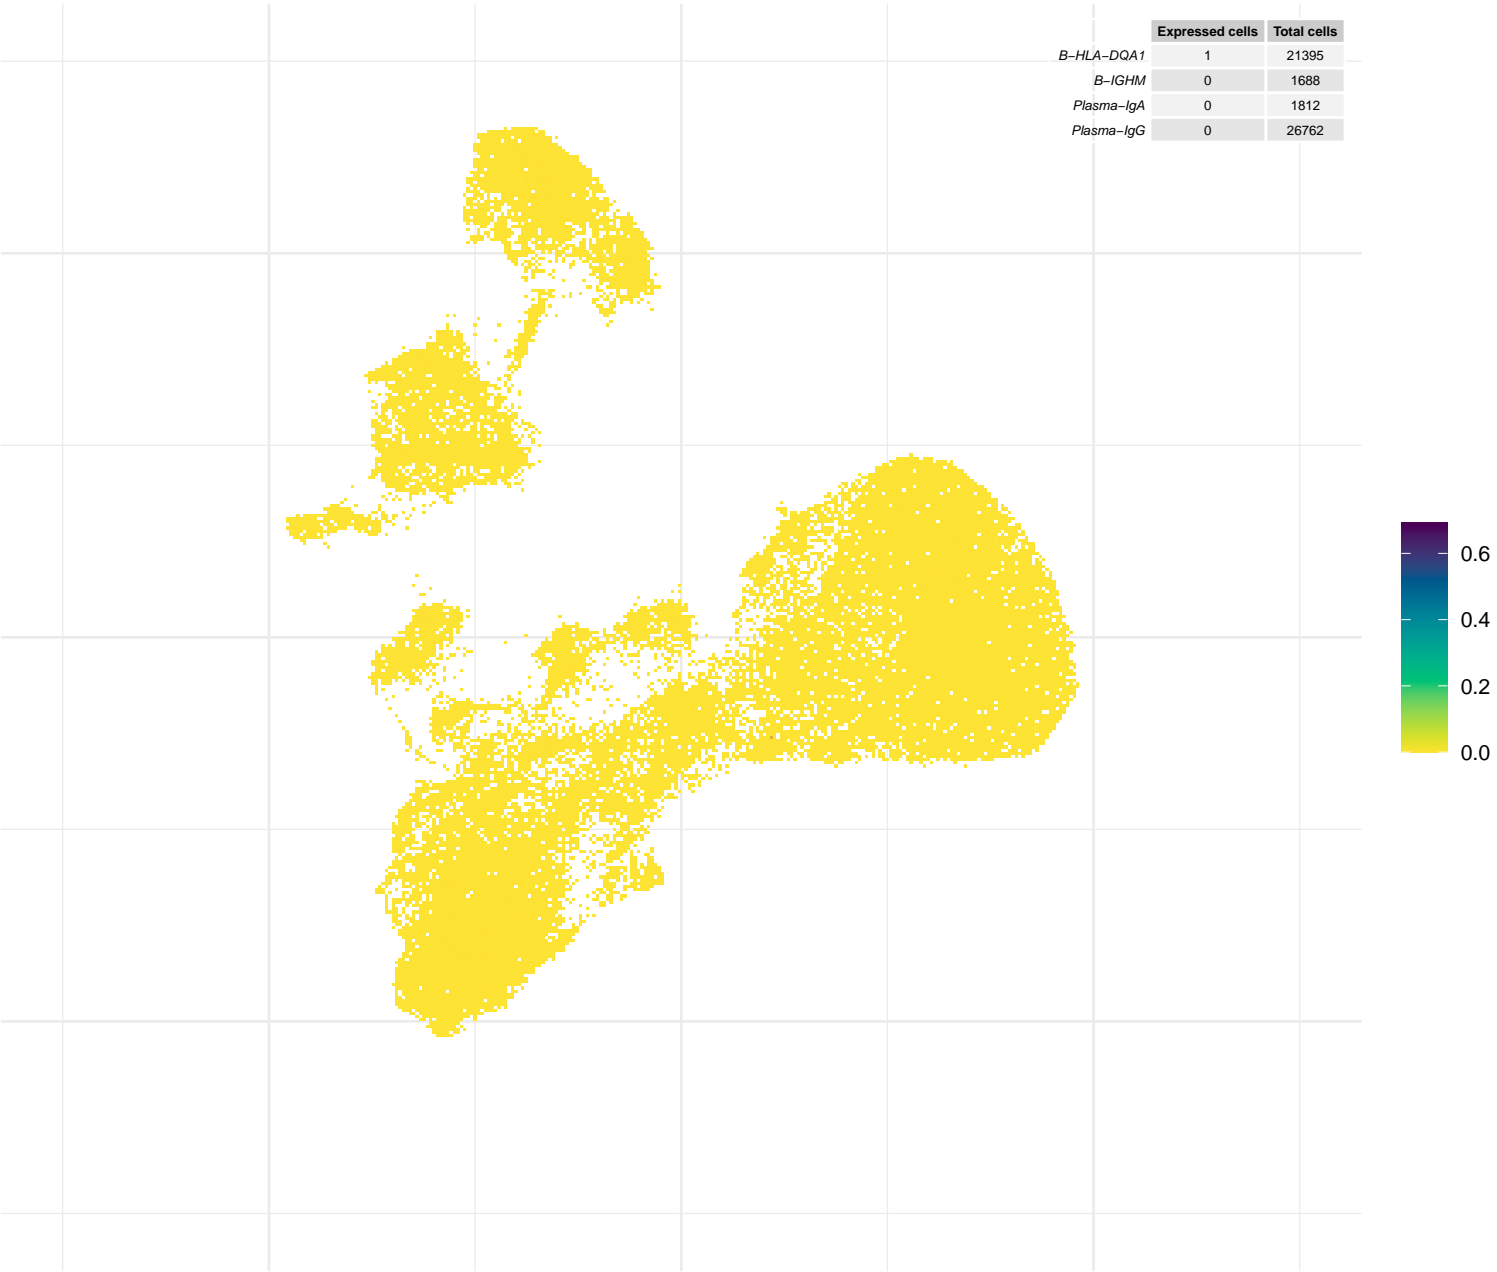 Expressed cells Total cells
B−HLA−DQA1 1 21395
B−IGHM 0 1688
Plasma−IgA 0 1812
Plasma−IgG 0 26762
0.6
0.4
0.2
0.0